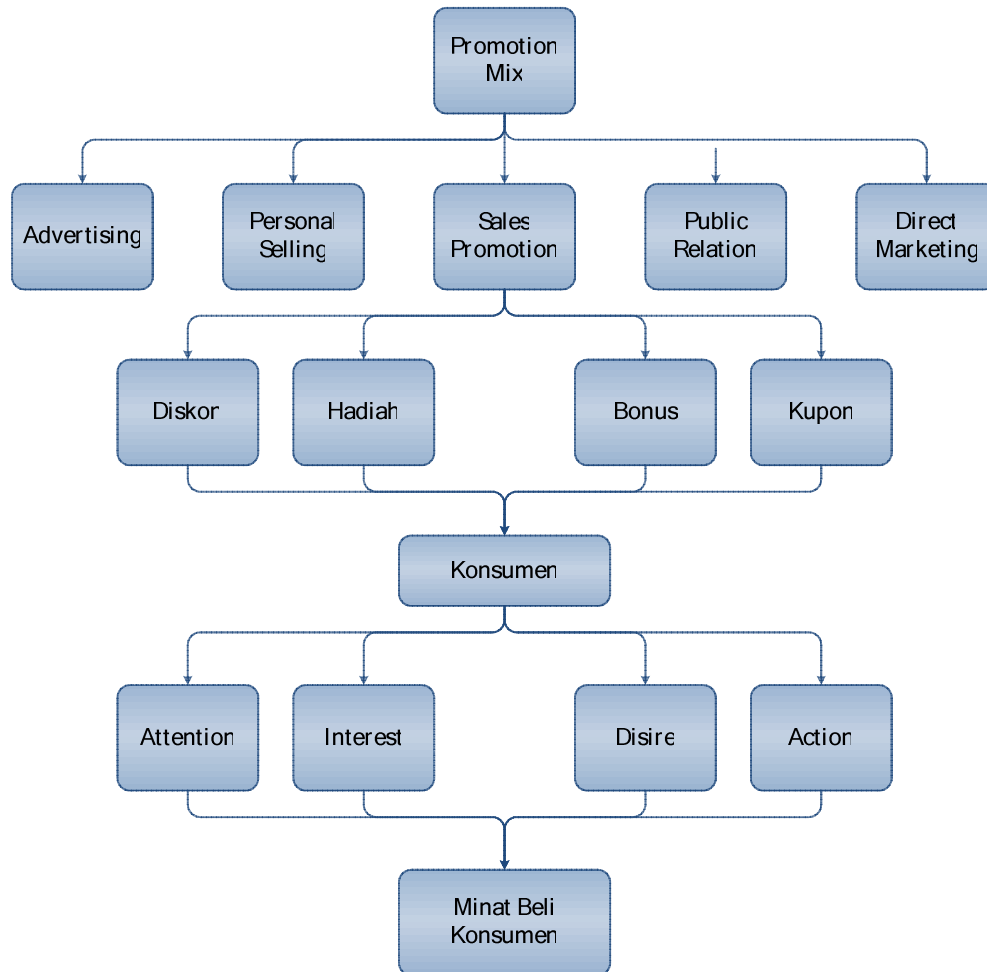 Promotion
Mix
Advertising
Personal
Selling
Sales
Promotion
Public
Relation
Direct
Marketing
Diskon
Hadiah
Bonus
Kupon
Konsumen
Attention
Interest
Disire
Action
Minat Beli
Konsumen